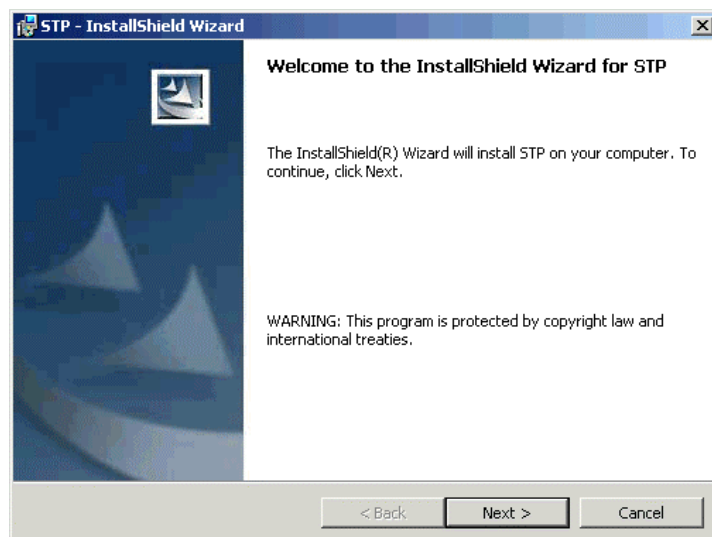 STP - InstallShield Wizard
Welcome to the InstallShield Wizard for STP
The InstallShield(R) Wizard will install STP on your computer. To
continue, click Next.
WARNING: This program is protected by copyright law and
international treaties.
< Back
Next >
Cancel